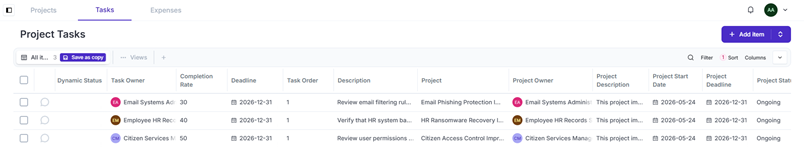 Projects Tasks Expenses AA
Project Tasks + Add item
All it... 3 Save as copy ··· Views + Filter 1 Sort Columns
Dynamic Status Task Owner Completion Rate Deadline Task Order Description Project Project Owner Project Description Project Start Date Project Deadline Project Statu
EA Email Systems Adm 30 2026-12-31 1 Review email filtering rul... Email Phishing Protection I... EA Email Systems Administ This project im... 2026-05-24 2026-12-31 Ongoing
EM Employee HR Reco 40 2026-12-31 1 Verify that HR system ba... HR Ransomware Recovery I... EM Employee HR Records S This project im... 2026-05-24 2026-12-31 Ongoing
CS Citizen Services M 50 2026-12-31 1 Review user permissions ... Citizen Access Control Impr... CS Citizen Services Manag This project im... 2026-05-24 2026-12-31 Ongoing